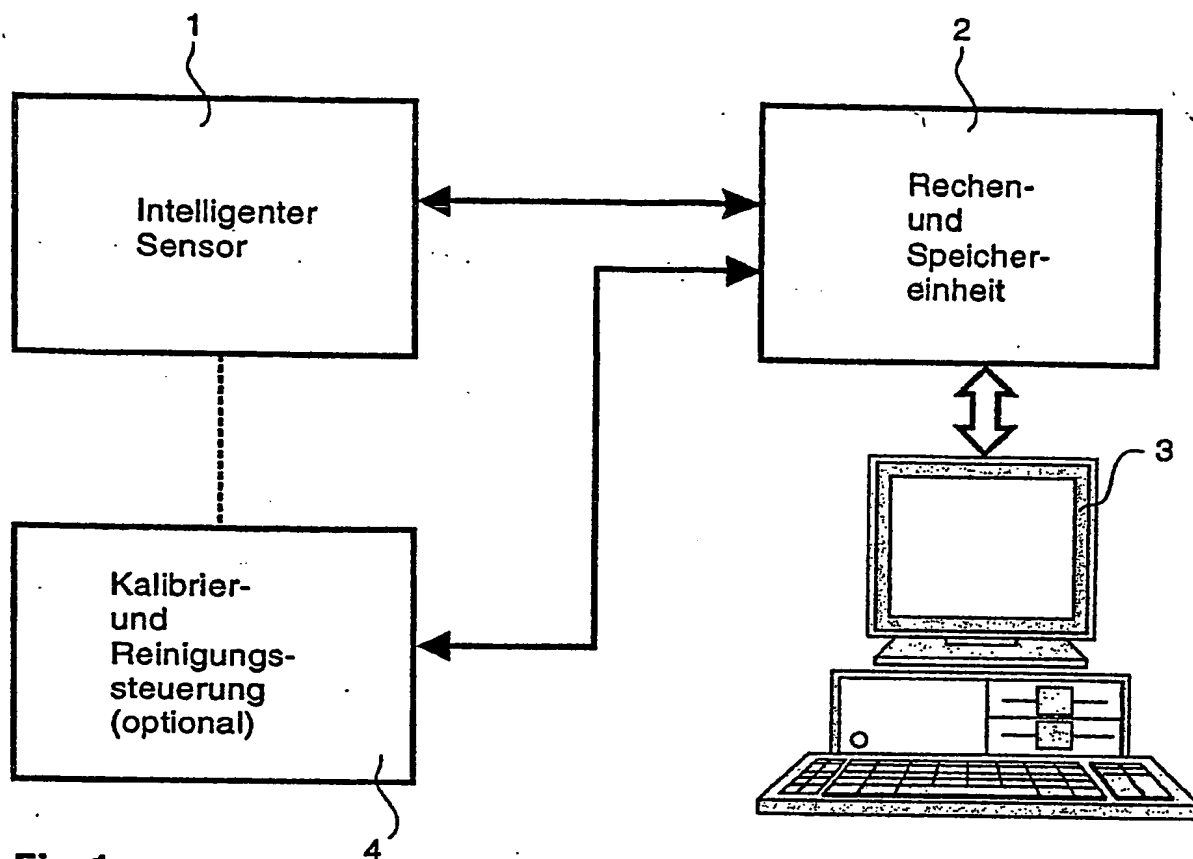 1
2
Intelligenter
Sensor
Rechen-
und
Speicher-
einheit
3
Kalibrier-
und
Reinigungs-
steuerung
(optional)
4